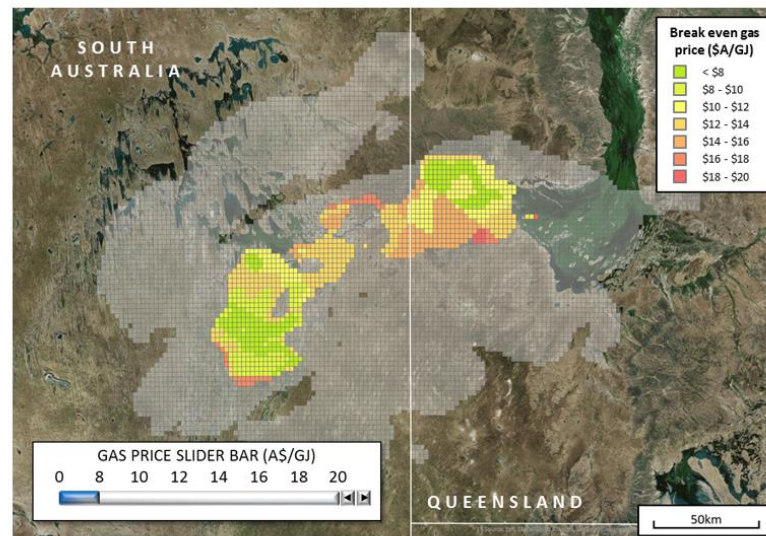 SOUTH
AUSTRALIA
Break even gas
price ($A/GJ)
< $8
$8 - $10
$10 - $12
$12 - $14
$14 - $16
$16 - $18
$18 - $20
GAS PRICE SLIDER BAR (A$/GJ)
0 8 10 12 14 16 18 20
QUEENSLAND
50km